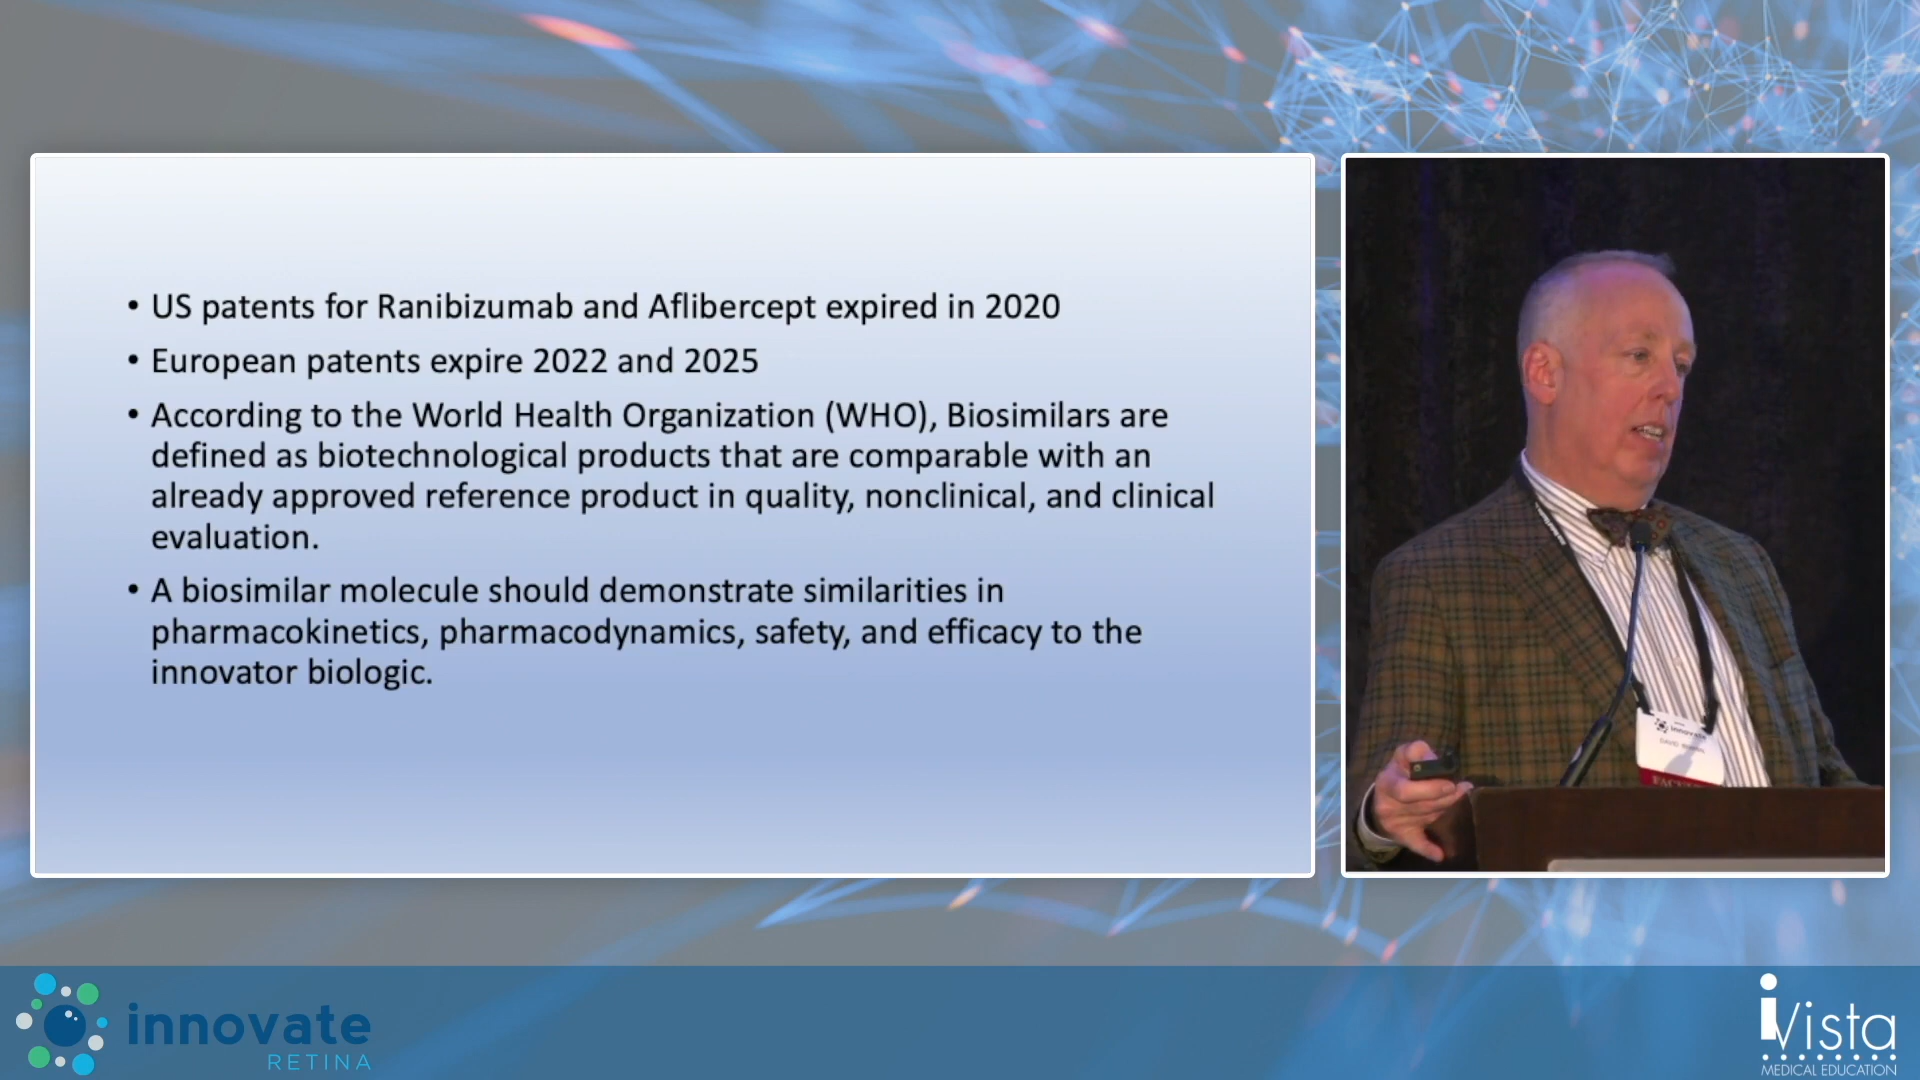 • US patents for Ranibizumab and Aflibercept expired in 2020
• European patents expire 2022 and 2025
• According to the World Health Organization (WHO), Biosimilars are
defined as biotechnological products that are comparable with an
already approved reference product in quality, nonclinical, and clinical
evaluation.
• A biosimilar molecule should demonstrate similarities in
pharmacokinetics, pharmacodynamics, safety, and efficacy to the
innovator biologic.
innovate
DAVID
innovate
RETINA
iVista
MEDICAL EDUCATION